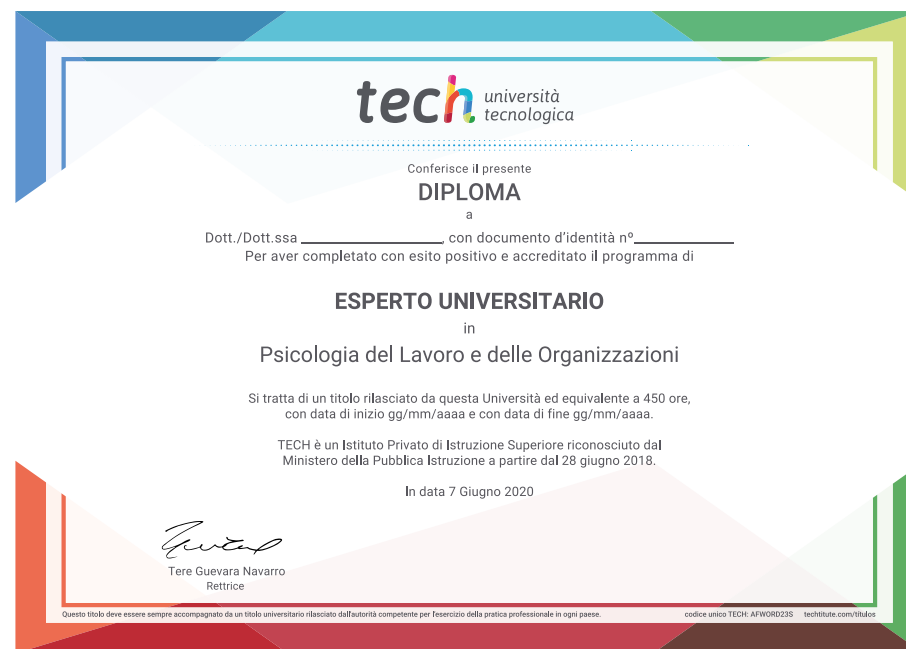 tech università
tecnologica
Conferisce il presente
DIPLOMA
a
Dott./Dott.ssa ____________________, con documento d'identità nº______________
Per aver completato con esito positivo e accreditato il programma di
ESPERTO UNIVERSITARIO
in
Psicologia del Lavoro e delle Organizzazioni
Si tratta di un titolo rilasciato da questa Università ed equivalente a 450 ore,
con data di inizio gg/mm/aaaa e con data di fine gg/mm/aaaa.
TECH è un Istituto Privato di Istruzione Superiore riconosciuto dal
Ministero della Pubblica Istruzione a partire dal 28 giugno 2018.
In data 7 Giugno 2020
Tere Guevara Navarro
Rettrice
Questo titolo deve essere sempre accompagnato da un titolo universitario rilasciato dall'autorità competente per l'esercizio della pratica professionale in ogni paese. codice unico TECH: AFWORD23S techtitute.com/titulos